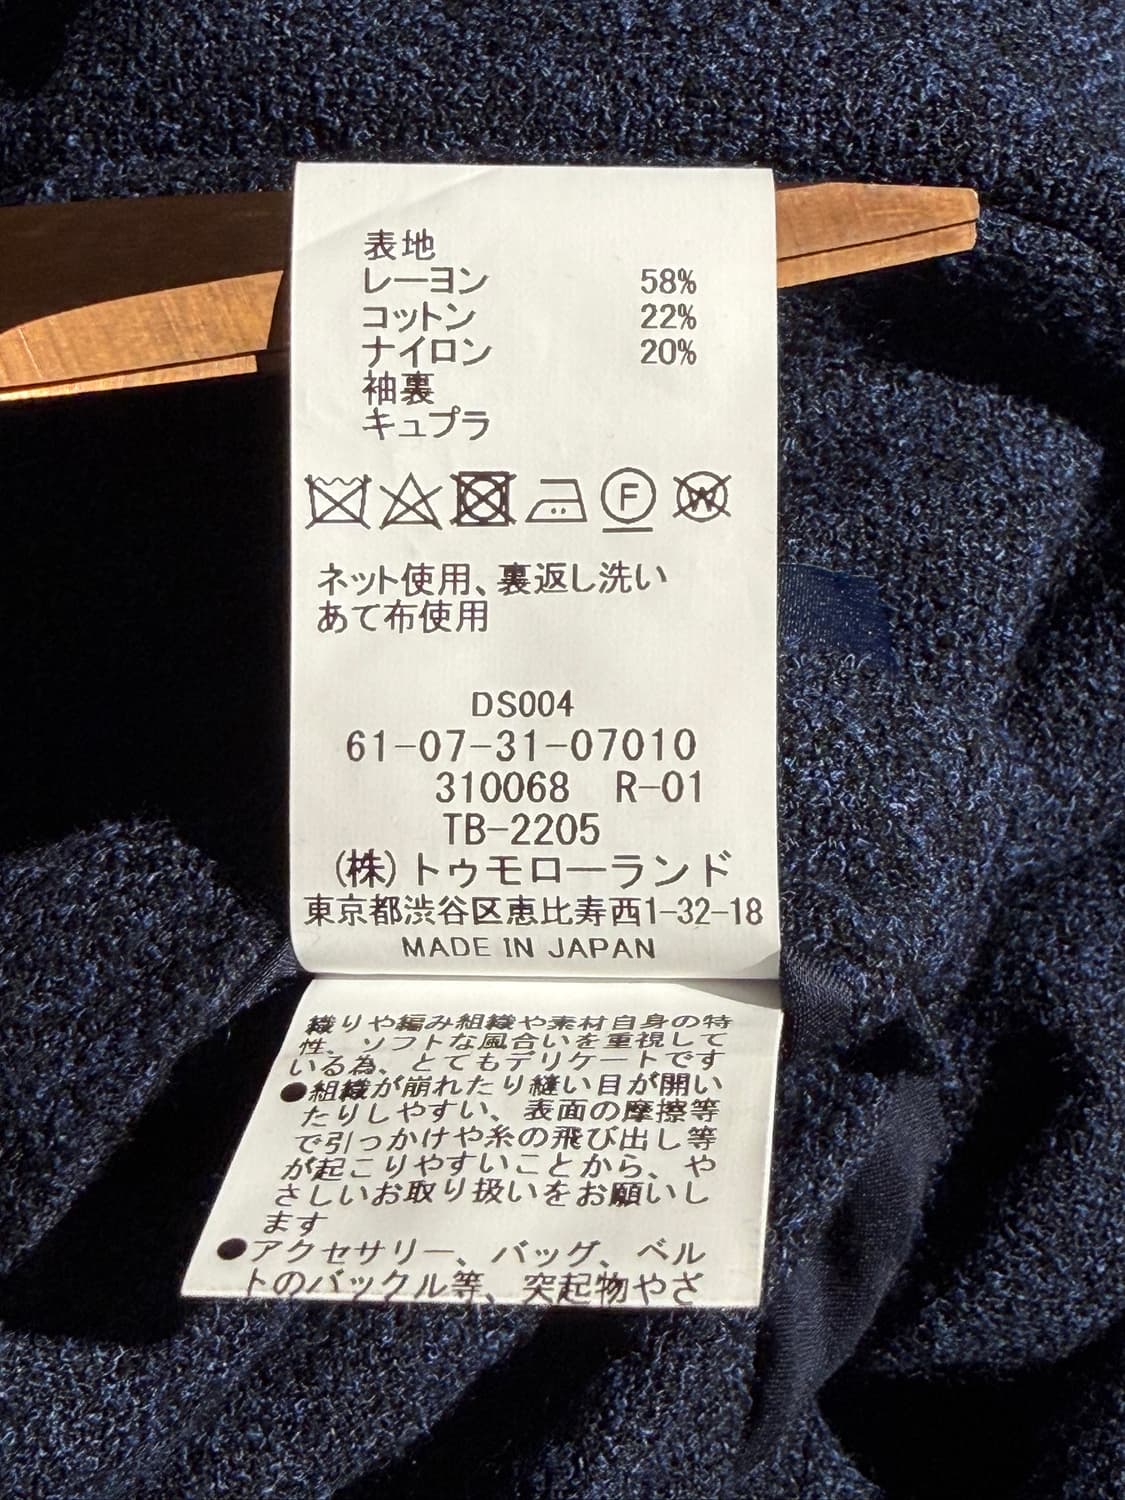 表地
レーヨン 58%
コットン 22%
ナイロン 20%
袖裏
キュプラ
F
W
ネット使用、裏返し洗い
あて布使用
DS004
61-07-31-07010
310068 R-01
TB-2205
(株)トゥモローランド
東京都渋谷区恵比寿西1-32-18
MADE IN JAPAN
織りや編み組織や素材自身の特
性、ソフトな風合いを重視して
いる為、とてもデリケートです
●組織が崩れたり縫い目が開い
たりしやすい、表面の摩擦等
で引っかけや糸の飛び出し等
が起こりやすいことから、や
さしいお取り扱いをお願いし
ます
●アクセサリー、バッグ、ベル
トのバックル等、突起物やざ